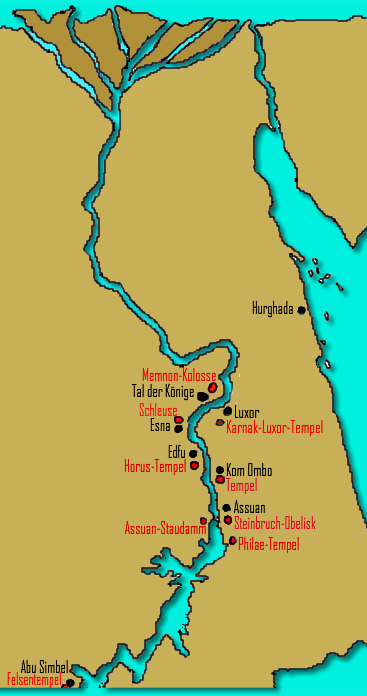 Hurghada
Memnon-Kolosse
Tal der Könige
Schleuse
Luxor
Esna
Karnak-Luxor-Tempel
Edfu
Horus-Tempel
Kom Ombo
Tempel
Assuan
Assuan-Staudamm
Steinbruch-Obelisk
Philae-Tempel
Abu Simbel
Felsentempel